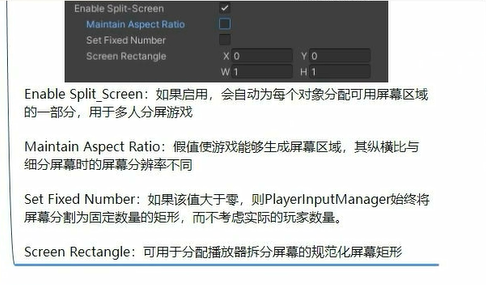 Enable Split-Screen
Maintain Aspect Ratio
Set Fixed Number
Screen Rectangle X 0 Y 0
W 1 H 1
Enable Split_Screen：如果启用，会自动为每个对象分配可用屏幕区域
的一部分，用于多人分屏游戏
Maintain Aspect Ratio：假值使游戏能够生成屏幕区域，其纵横比与
细分屏幕时的屏幕分辨率不同
Set Fixed Number：如果该值大于零，则PlayerInputManager始终将
屏幕分割为固定数量的矩形，而不考虑实际的玩家数量。
Screen Rectangle：可用于分配播放器拆分屏幕的规范化屏幕矩形